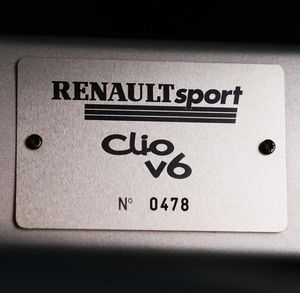 RENAULTsport
Clio
V6
N° 0478